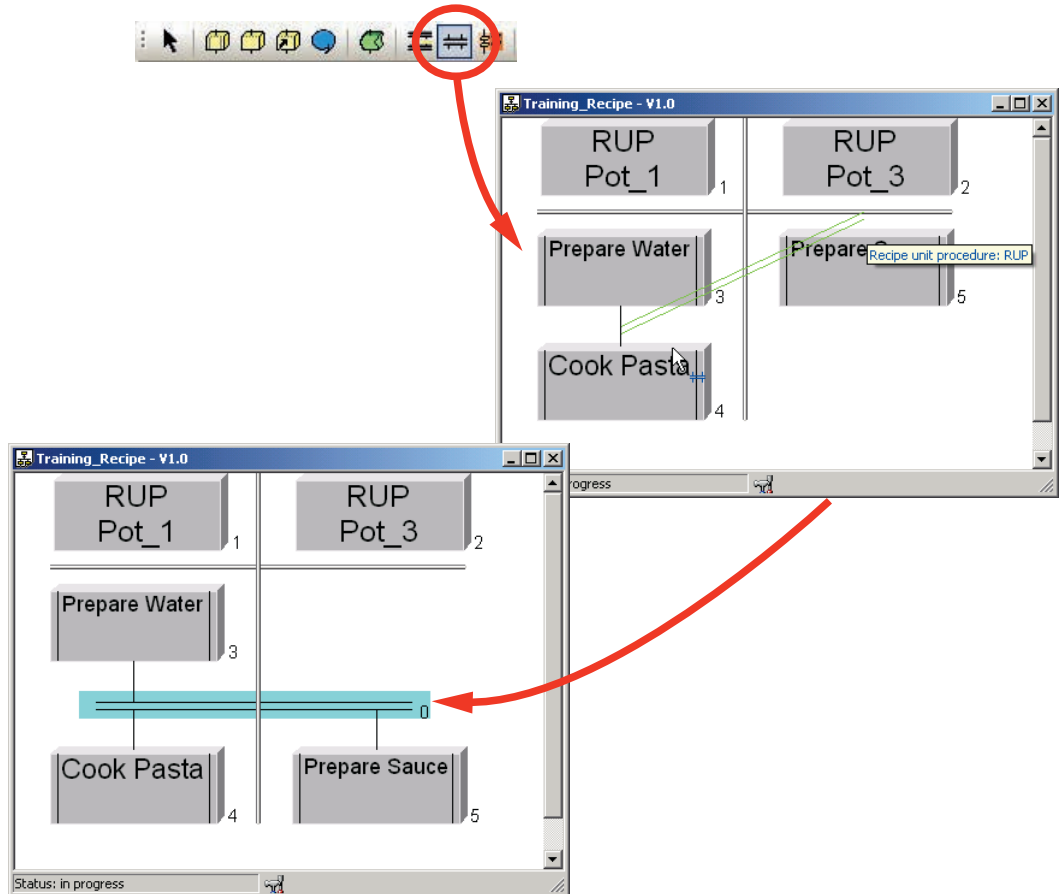 Training_Recipe - V1.0
RUP
Pot_1
1
RUP
Pot_3
2
Prepare Water
3
Prepare
Recipe unit procedure: RUP
5
Cook Pasta
4
rogress
Training_Recipe - V1.0
RUP
Pot_1
1
RUP
Pot_3
2
Prepare Water
3
0
Cook Pasta
4
Prepare Sauce
5
Status: in progress